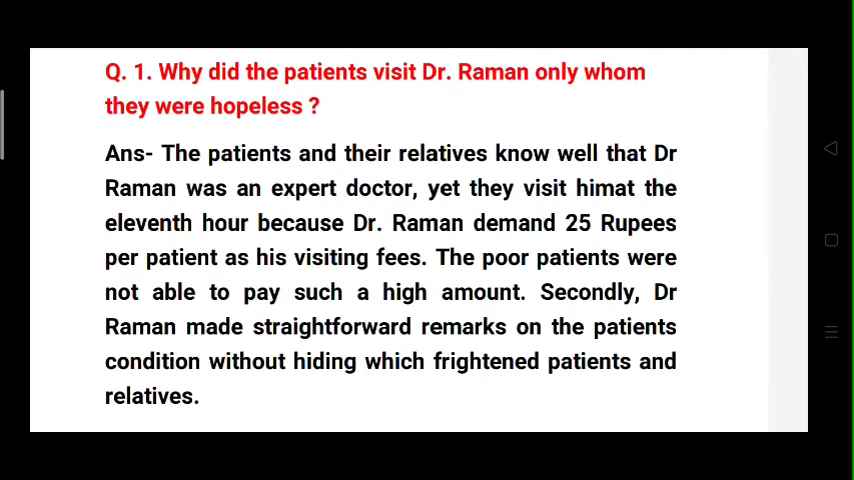 Q. 1. Why did the patients visit Dr. Raman only whom
they were hopeless ?
Ans- The patients and their relatives know well that Dr
Raman was an expert doctor, yet they visit himat the
eleventh hour because Dr. Raman demand 25 Rupees
per patient as his visiting fees. The poor patients were
not able to pay such a high amount. Secondly, Dr
Raman made straightforward remarks on the patients
condition without hiding which frightened patients and
relatives.